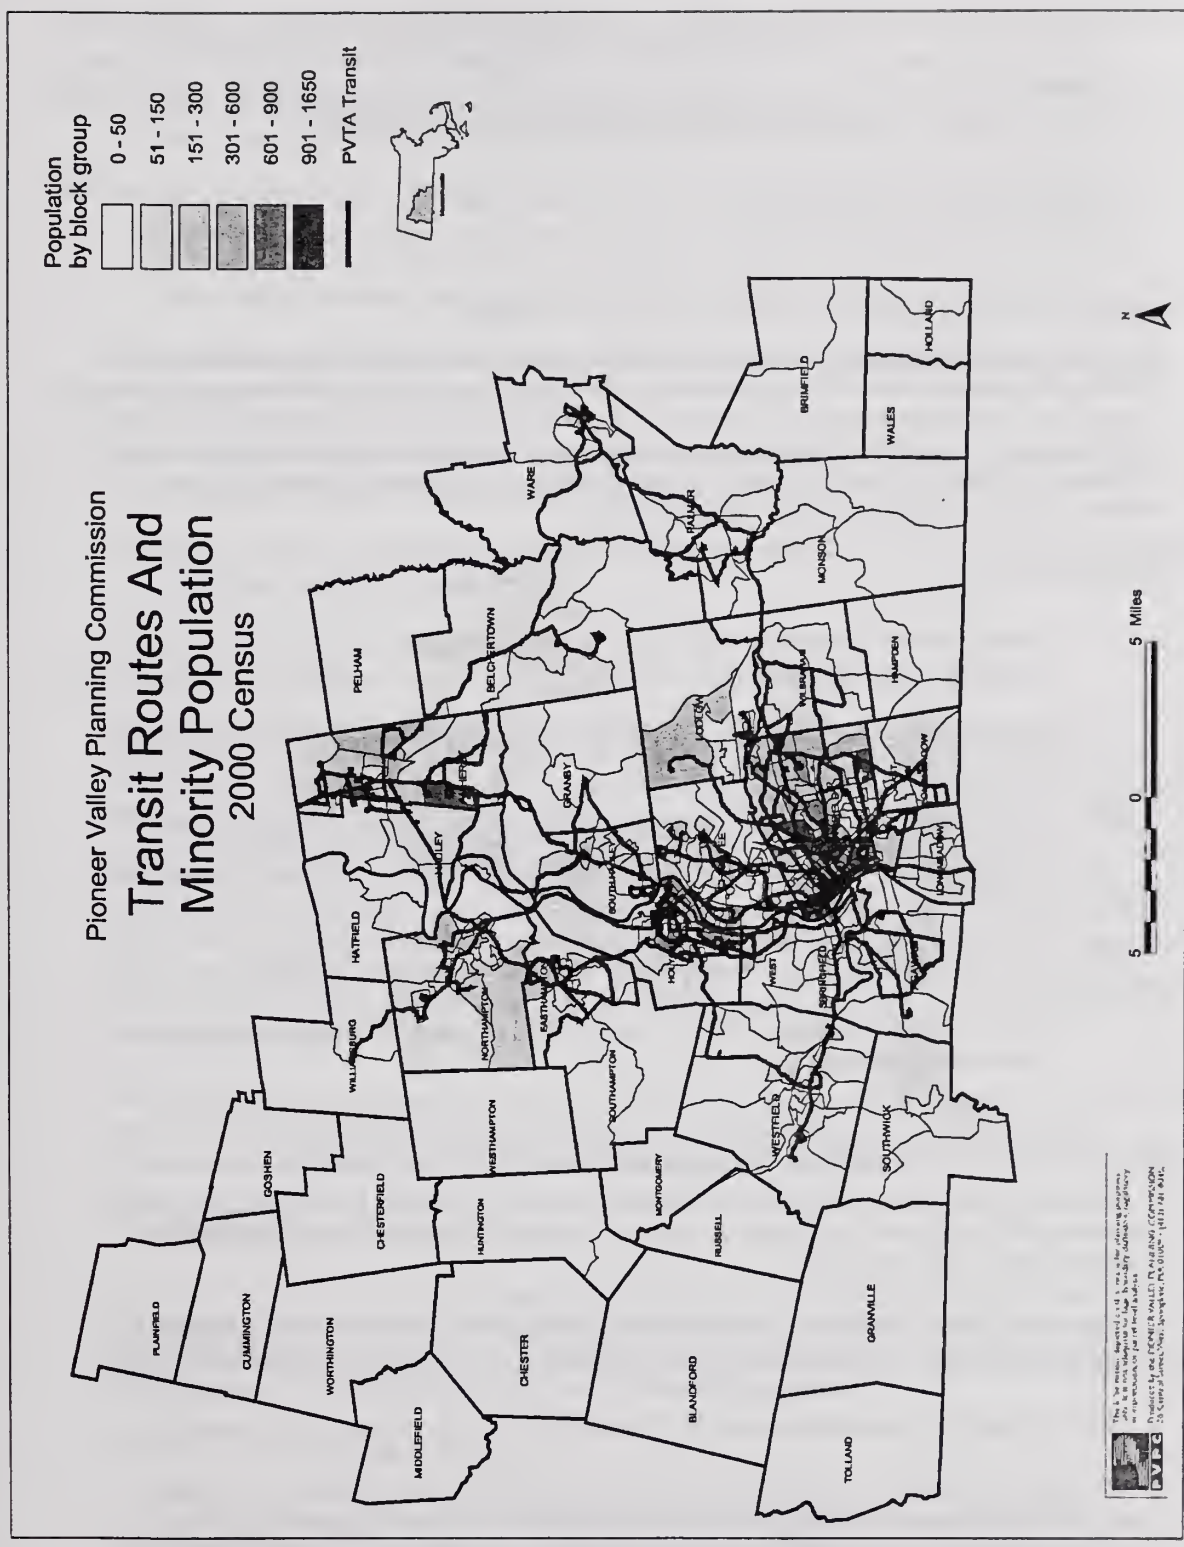 Pioneer Valley Planning Commission
Transit Routes And
Minority Population
2000 Census
Population
by block group
0 - 50
51 - 150
151 - 300
301 - 600
601 - 900
901 - 1650
PVTA Transit
PLAINFIELD
CUMMINGTON
GOSHEN
WORTHINGTON
CHESTERFIELD
MIDDLEFIELD
WILLIAMSBURG
HATFIELD
PELHAM
WESTHAMPTON
NORTHAMPTON
HUNTINGTON
CHESTER
EASTHAMPTON
BELCHERTOWN
WARE
GRANBY
SOUTHAMPTON
MONTGOMERY
RUSSELL
BLANDFORD
LUDLOW
PALMER
WEST
SPRINGFIELD
WESTFIELD
WILBRAHAM
MONSON
BRIMFIELD
HAMPDEN
WALES
HOLLAND
SOUTHWICK
GRANVILLE
TOLLAND
N
5
0
5 Miles
PVPC